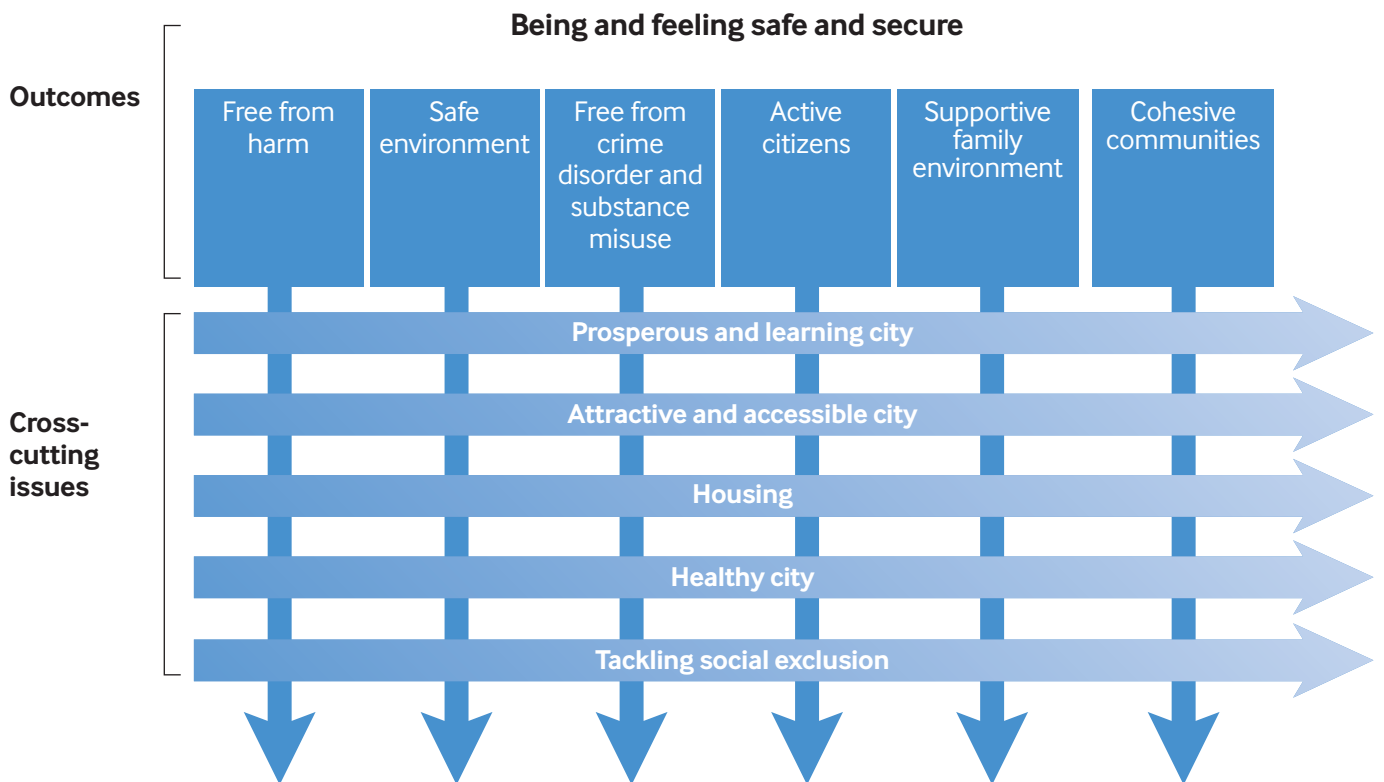 Being and feeling safe and secure
Outcomes
Free from
harm
Safe
environment
Free from
crime
disorder and
substance
misuse
Active
citizens
Supportive
family
environment
Cohesive
communities
Cross-
cutting
issues
Prosperous and learning city
Attractive and accessible city
Housing
Healthy city
Tackling social exclusion